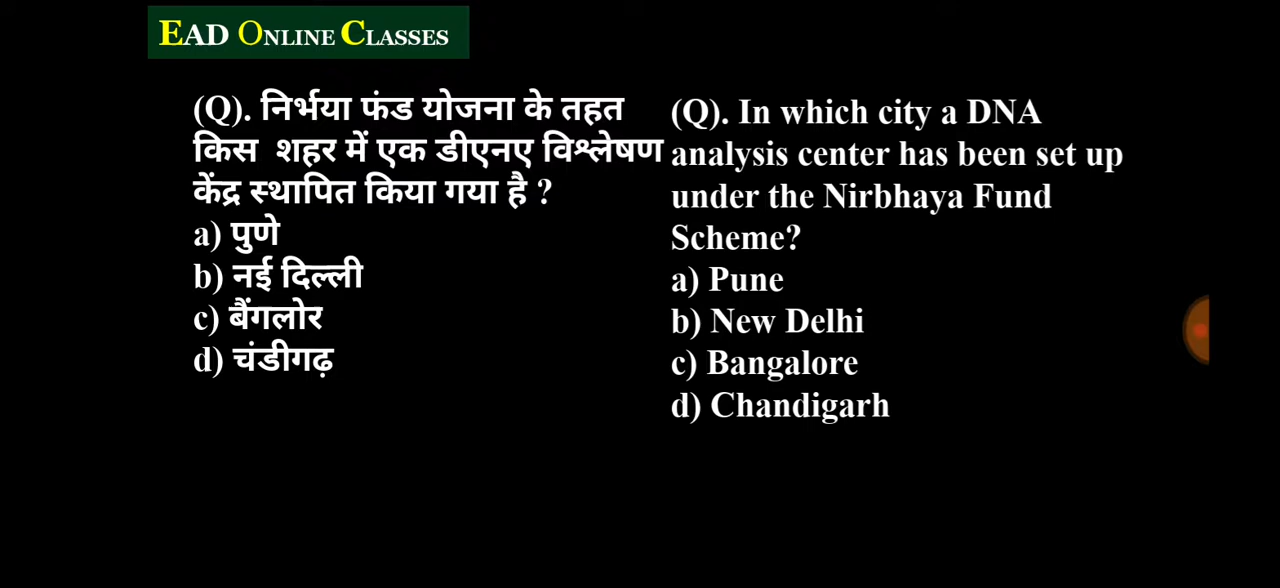 EAD ONLINE CLASSES
(Q). निर्भया फंड योजना के तहत
किस शहर में एक डीएनए विश्लेषण
केंद्र स्थापित किया गया है ?
a) पुणे
b) नई दिल्ली
c) बैंगलोर
d) चंडीगढ़
(Q). In which city a DNA
analysis center has been set up
under the Nirbhaya Fund
Scheme?
a) Pune
b) New Delhi
c) Bangalore
d) Chandigarh